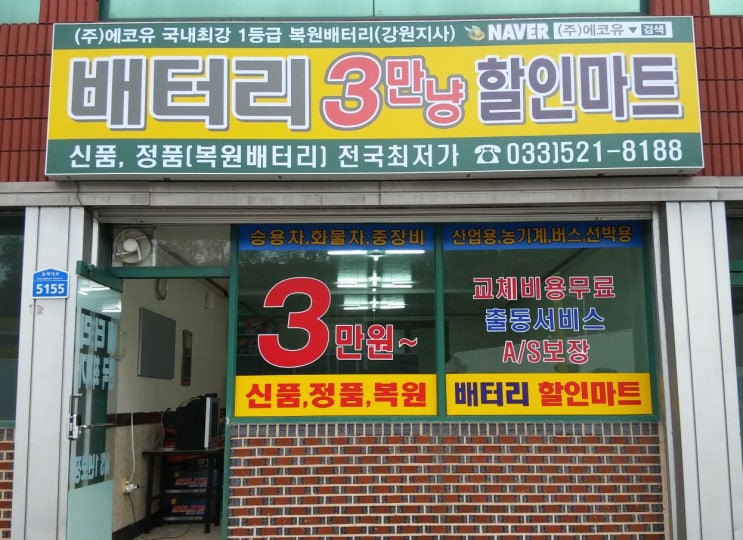 (주)에코유 국내최강 1등급 복원배터리(강원지사) NAVER (주)에코유 ▼ 검색
배터리 3만냥 할인마트
신품, 정품(복원배터리) 전국최저가 ☎ 033)521-8188
승용차,화물차,중장비
산업용,농기계,버스,선박용
3만원~
교체비용무료
출동서비스
A/S보장
신품,정품,복원
배터리 할인마트
5155